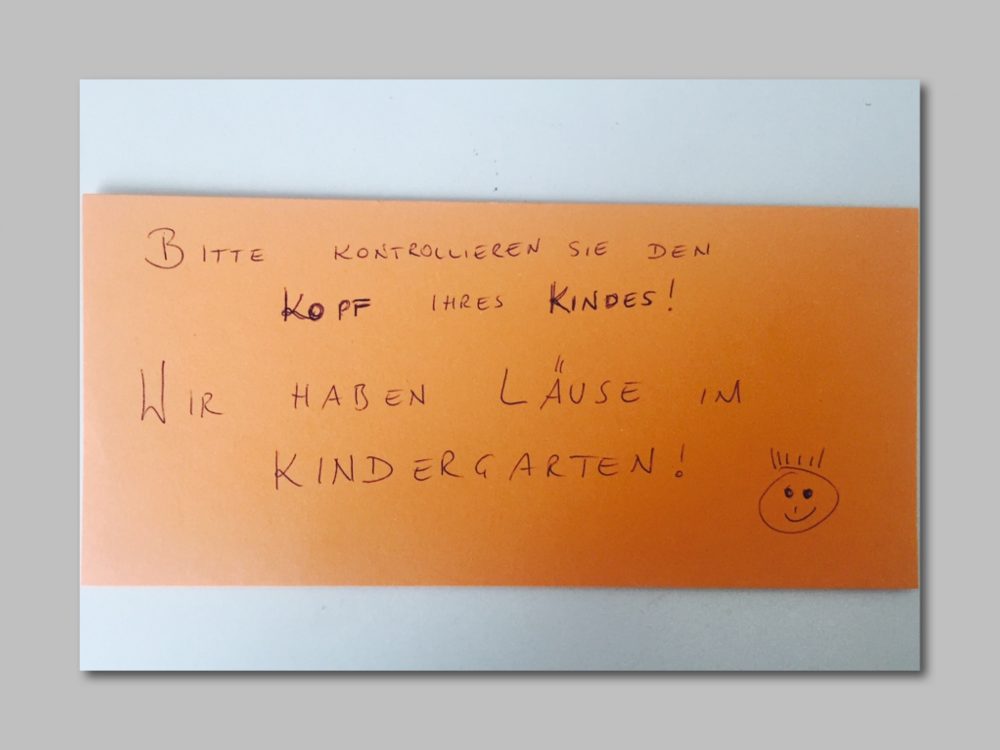 BITTE KONTROLLIEREN SIE DEN
KOPF IHRES KINDES!
WIR HABEN LÄUSE IM
KINDERGARTEN!